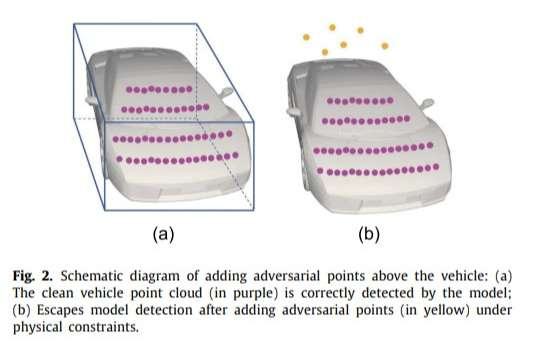 (a)
(b)
Fig. 2. Schematic diagram of adding adversarial points above the vehicle: (a)
The clean vehicle point cloud (in purple) is correctly detected by the model;
(b) Escapes model detection after adding adversarial points (in yellow) under
physical constraints.